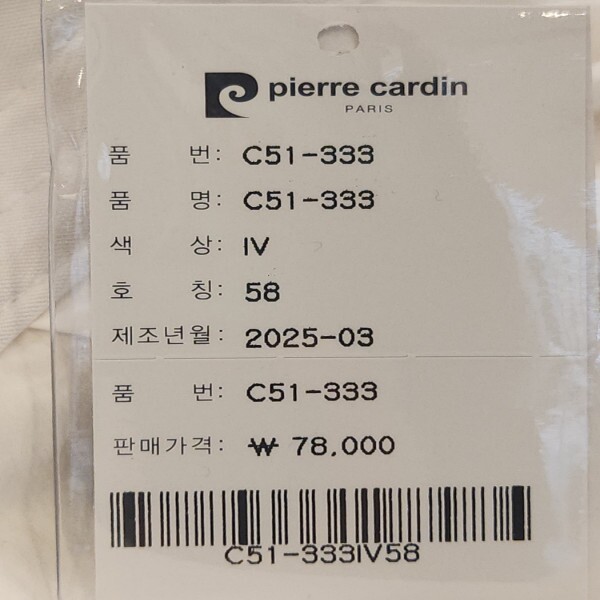 pierre cardin
PARIS
품 번: C51-333
품 명: C51-333
색 상: IV
호 칭: 58
제조년월: 2025-03
품 번: C51-333
판매가격: ₩ 78,000
C51-333IV58